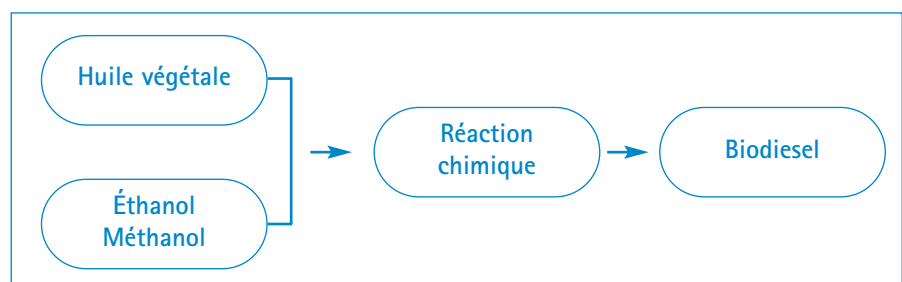 Huile végétale
Éthanol
Méthanol
Réaction
chimique
Biodiesel